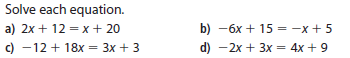 Solve each equation.
a) 2x + 12 = x + 20 b) −6x + 15 = −x + 5
c) −12 + 18x = 3x + 3 d) −2x + 3x = 4x + 9